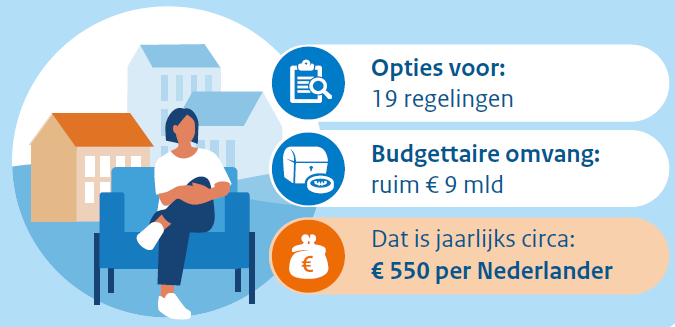 Opties voor:
19 regelingen
Budgettaire omvang:
ruim € 9 mld
Dat is jaarlijks circa:
€ 550 per Nederlander
€